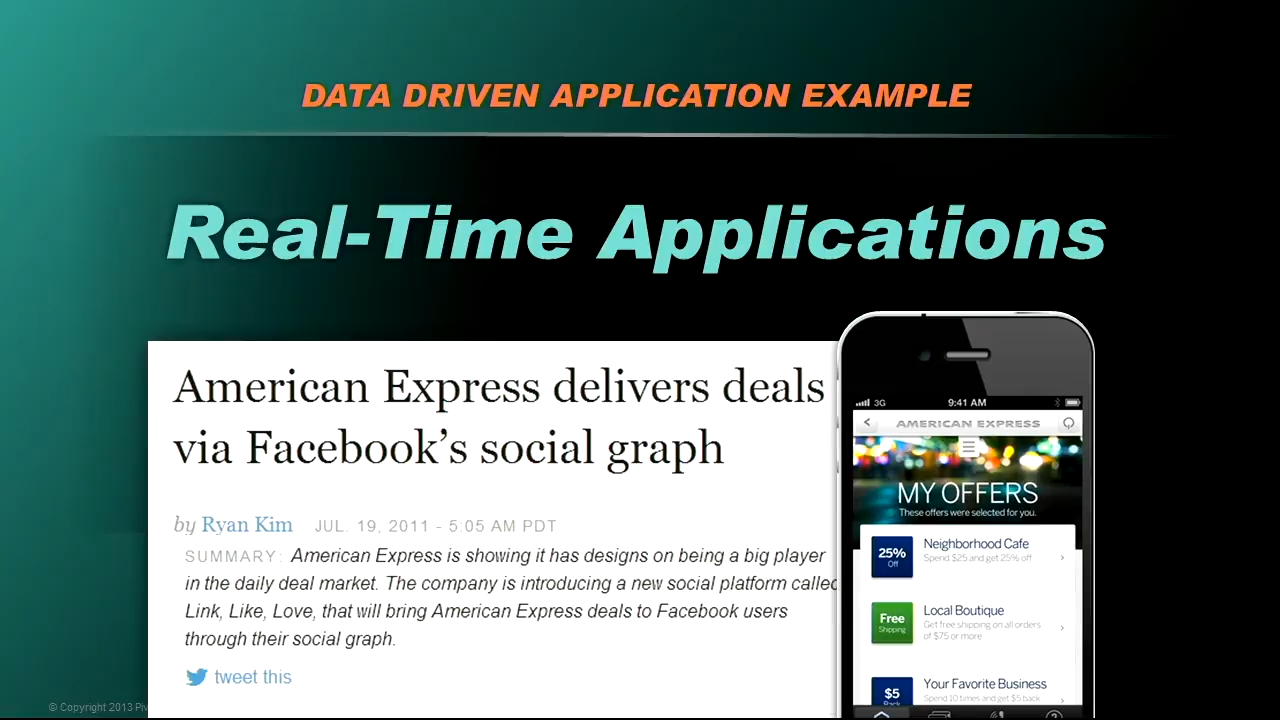 DATA DRIVEN APPLICATION EXAMPLE
Real-Time Applications
American Express delivers deals
via Facebook's social graph
by Ryan Kim JUL. 19, 2011 - 5:05 AM PDT
SUMMARY: American Express is showing it has designs on being a big player
in the daily deal market. The company is introducing a new social platform called
Link, Like, Love, that will bring American Express deals to Facebook users
through their social graph.
tweet this
© Copyright 2013
3G 9:41 AM
AMERICAN EXPRESS
MY OFFERS
These offers were selected for you.
25%
Off
Neighborhood Cafe
Spend $25 and get 25% off
Free
Shipping
Local Boutique
Get free shipping on all orders
of $75 or more
$5
Back
Your Favorite Business
Spend 10 times and get $5 back